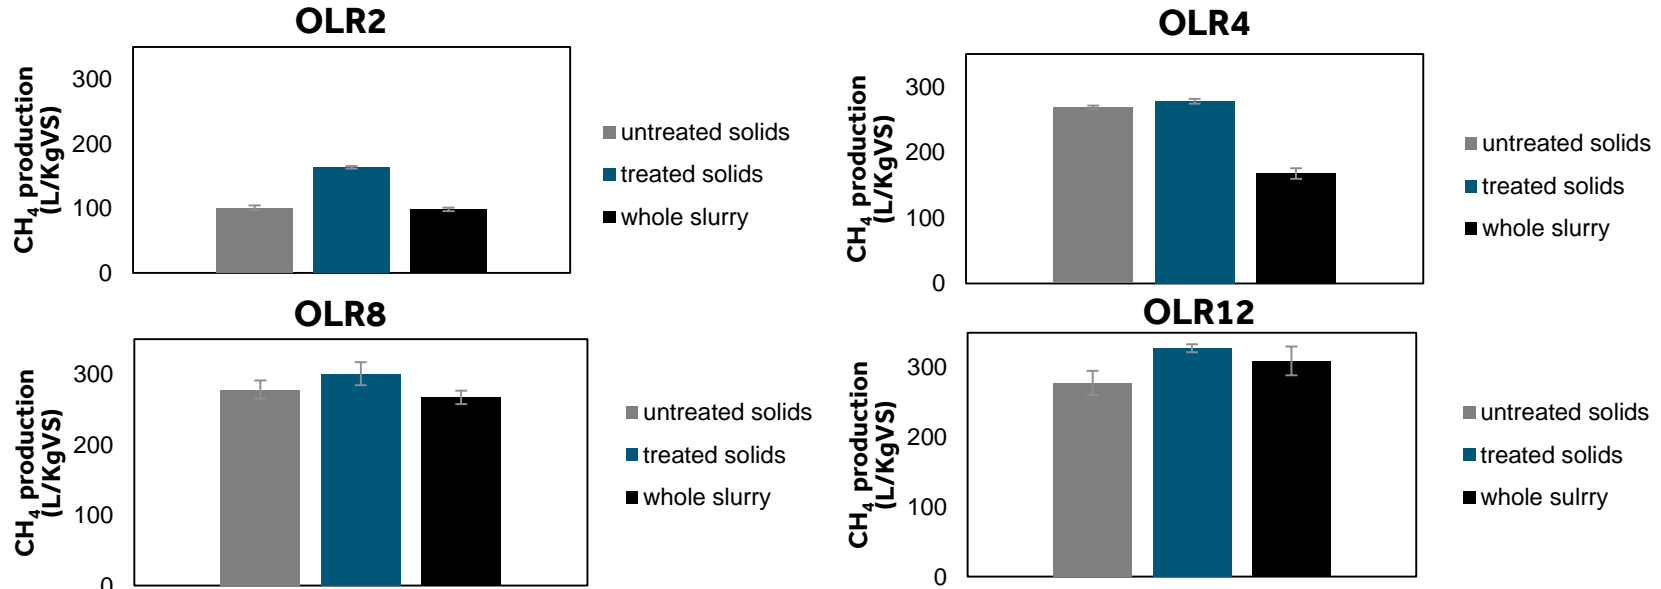 OLR2
CH₄ production
(L/KgVS)
300
200
100
0
untreated solids
treated solids
whole slurry
OLR4
CH₄ production
(L/KgVS)
300
200
100
0
untreated solids
treated solids
whole slurry
OLR8
CH₄ production
(L/KgVS)
300
200
100
0
untreated solids
treated solids
whole slurry
OLR12
CH₄ production
(L/KgVS)
300
200
100
0
untreated solids
treated solids
whole sulrry